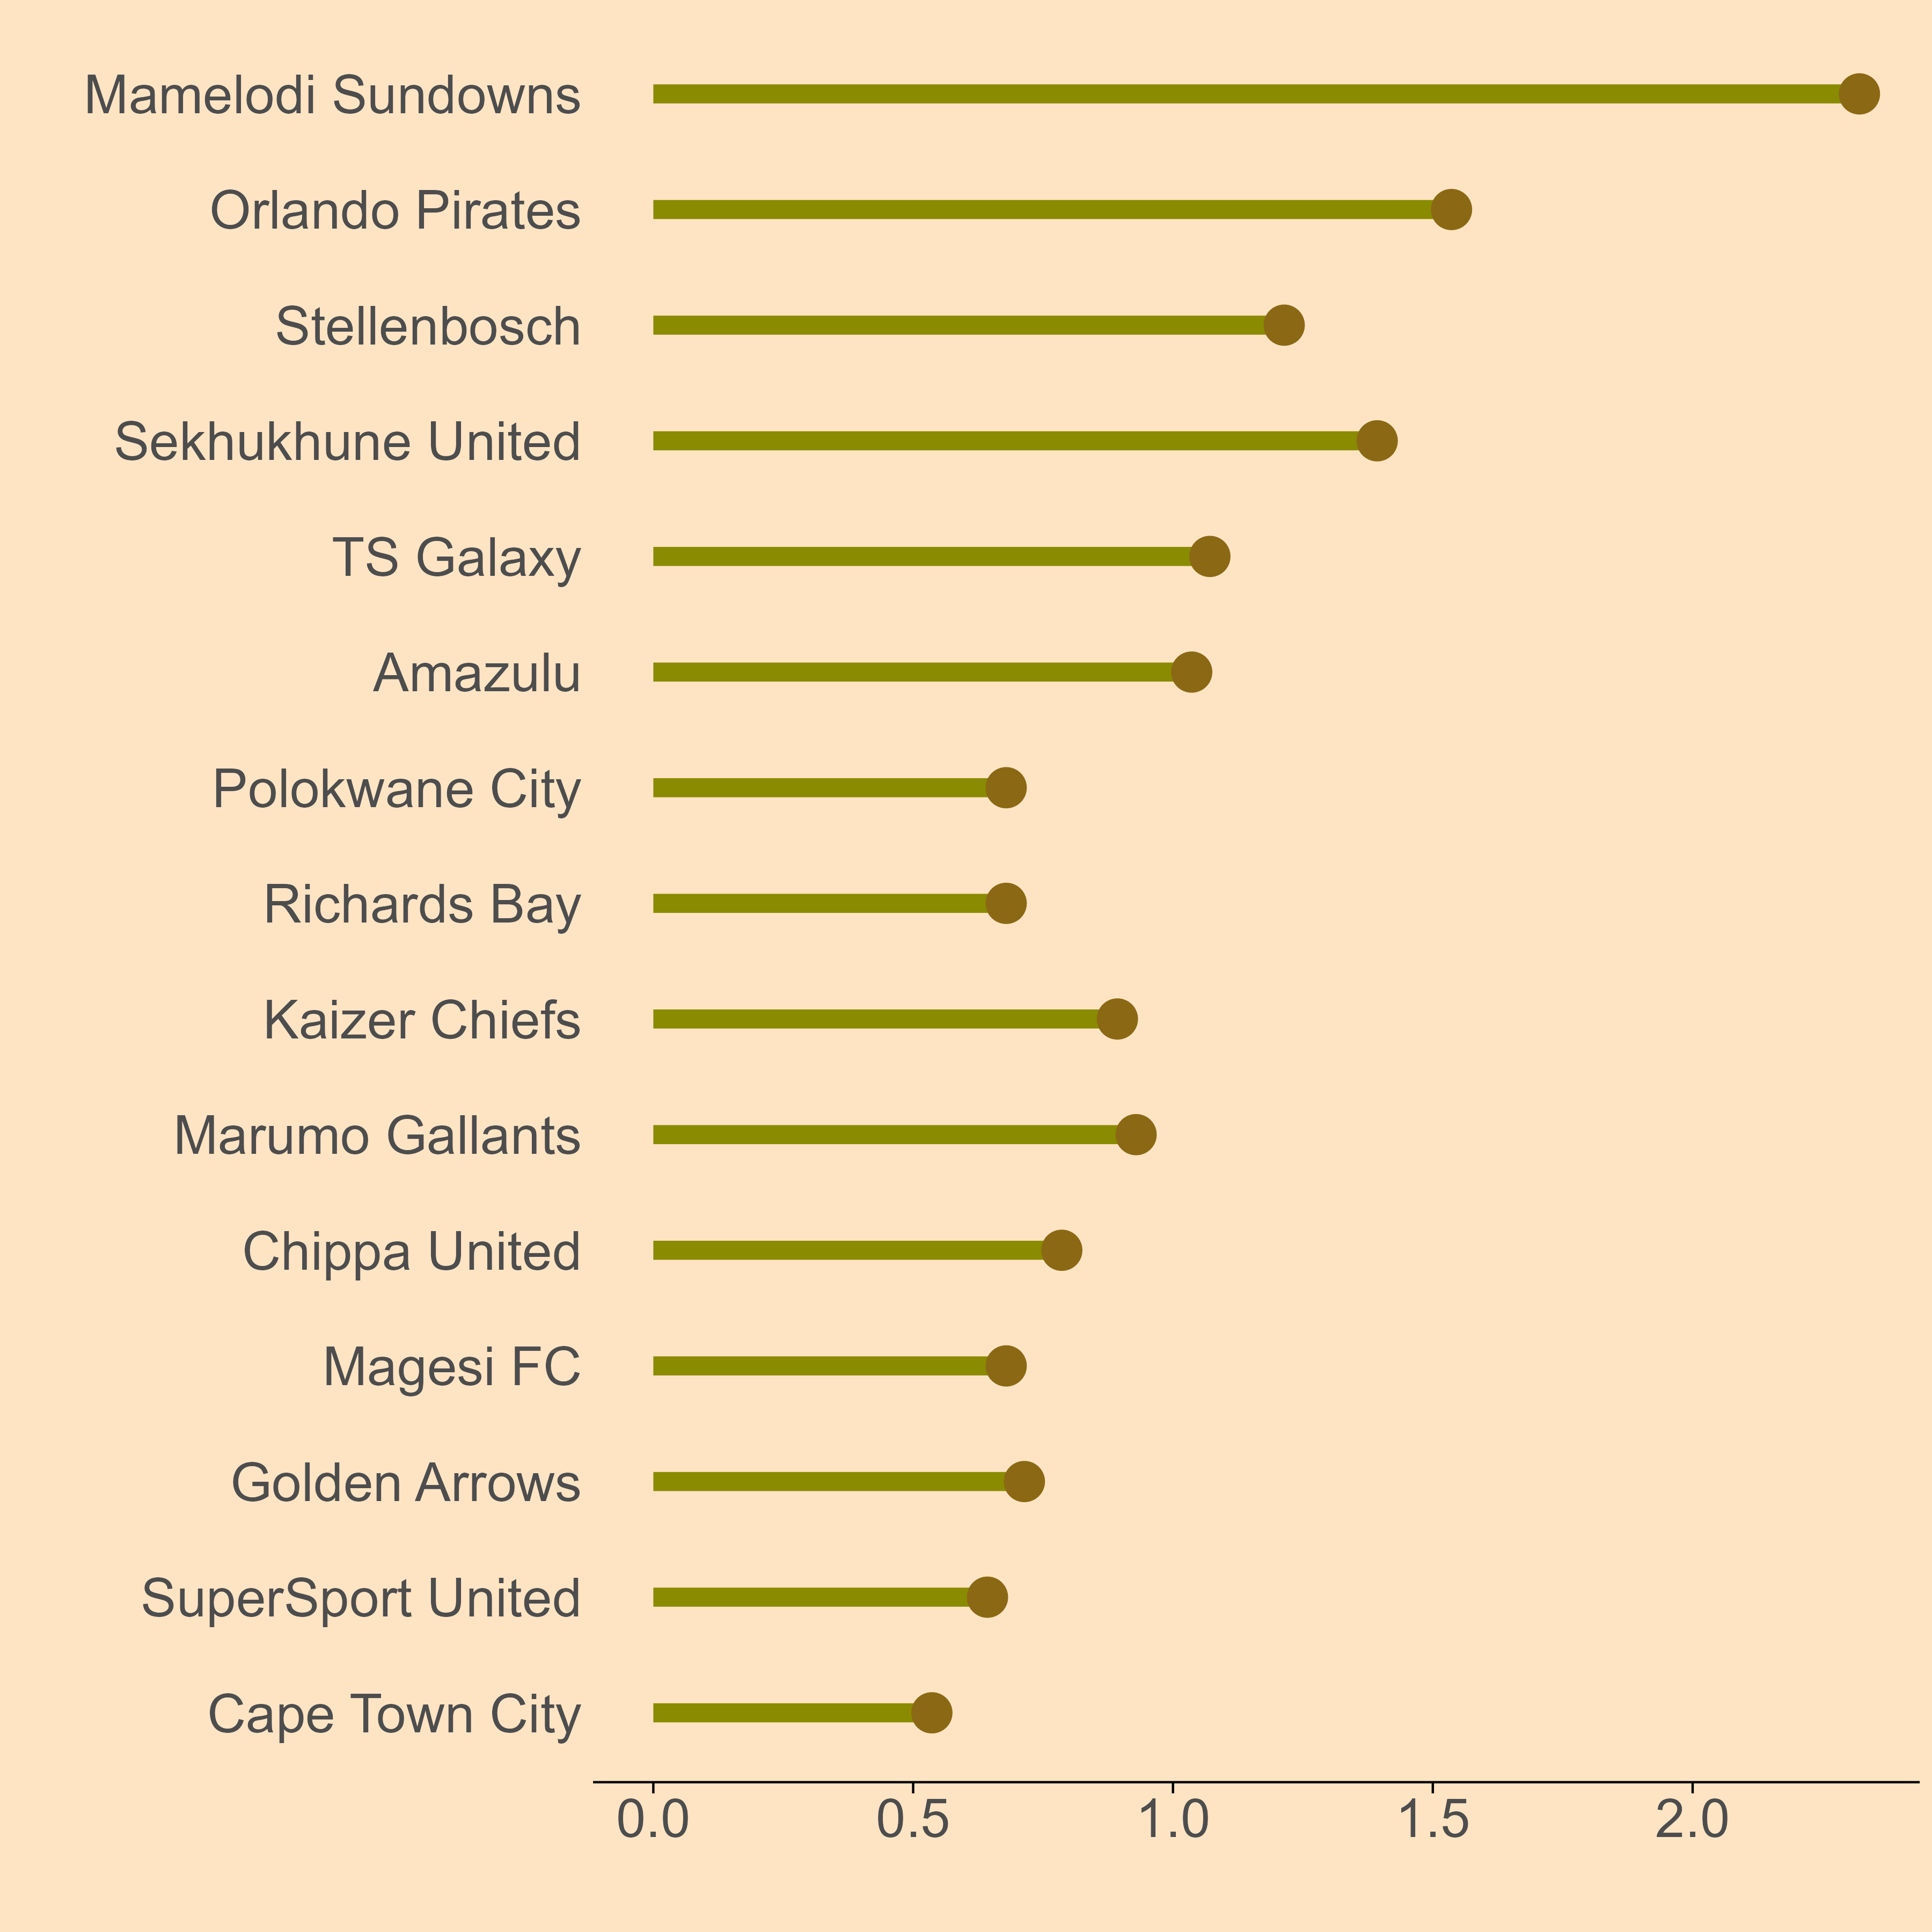 Mamelodi Sundowns
Orlando Pirates
Stellenbosch
Sekhukhune United
TS Galaxy
Amazulu
Polokwane City
Richards Bay
Kaizer Chiefs
Marumo Gallants
Chippa United
Magesi FC
Golden Arrows
SuperSport United
Cape Town City
0.0 0.5 1.0 1.5 2.0